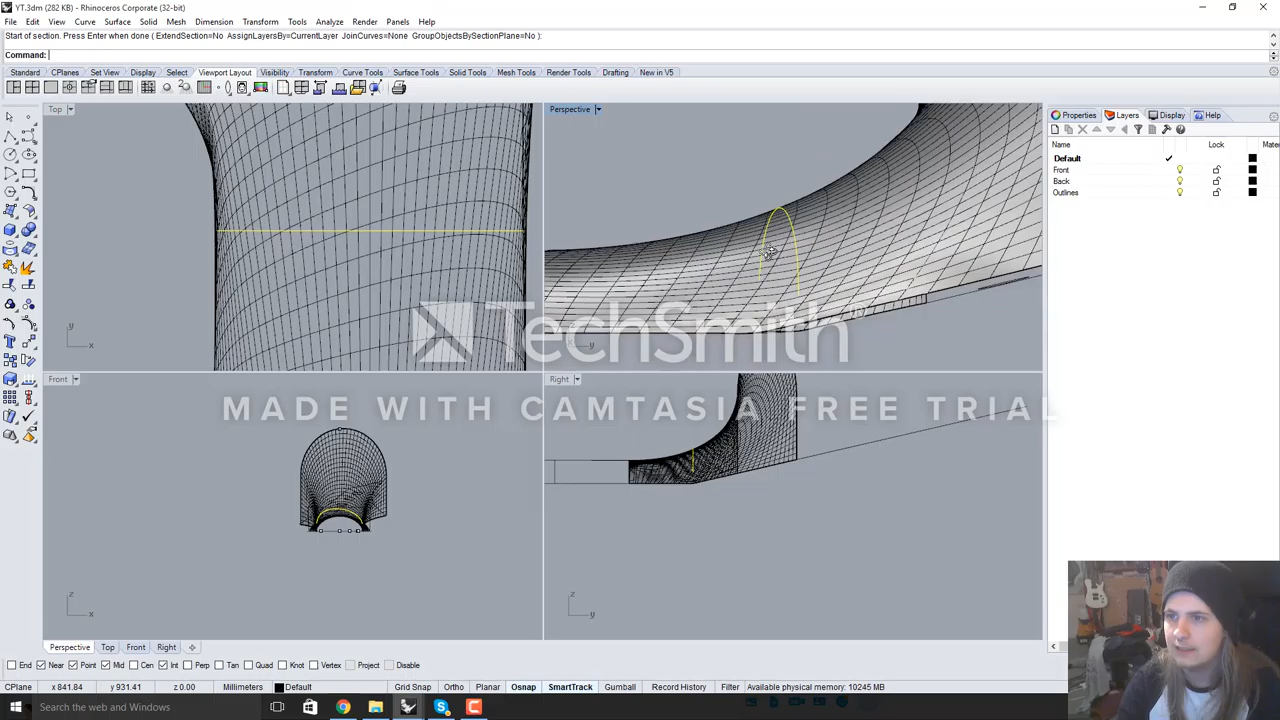 YT.3dm (282 KB) - Rhinoceros Corporate (32-bit)
File Edit View Curve Surface Solid Mesh Dimension Transform Tools Analyze Render Panels Help
Start of section. Press Enter when done ( ExtendSection=No AssignLayersBy=CurrentLayer JoinCurves=None GroupObjectsBySectionPlane=No ):
Command:
Standard CPlanes Set View Display Select Viewport Layout Visibility Transform Curve Tools Surface Tools Solid Tools Mesh Tools Render Tools Drafting New in V5
Top
Perspective
Properties Layers Display Help
Name Lock Mate
Default
Front
Back
Outlines
y
x
y
TechSmith
MADE WITH CAMTASIA FREE TRIAL
Front
Right
z
x
z
y
Perspective Top Front Right
End Near Point Mid Cen Int Perp Tan Quad Knot Vertex Project Disable
CPlane x 841.84 y 931.41 z 0.00 Millimeters Default Grid Snap Ortho Planar Osnap SmartTrack Gumball Record History Filter Available physical memory: 10245 MB
Search the web and Windows